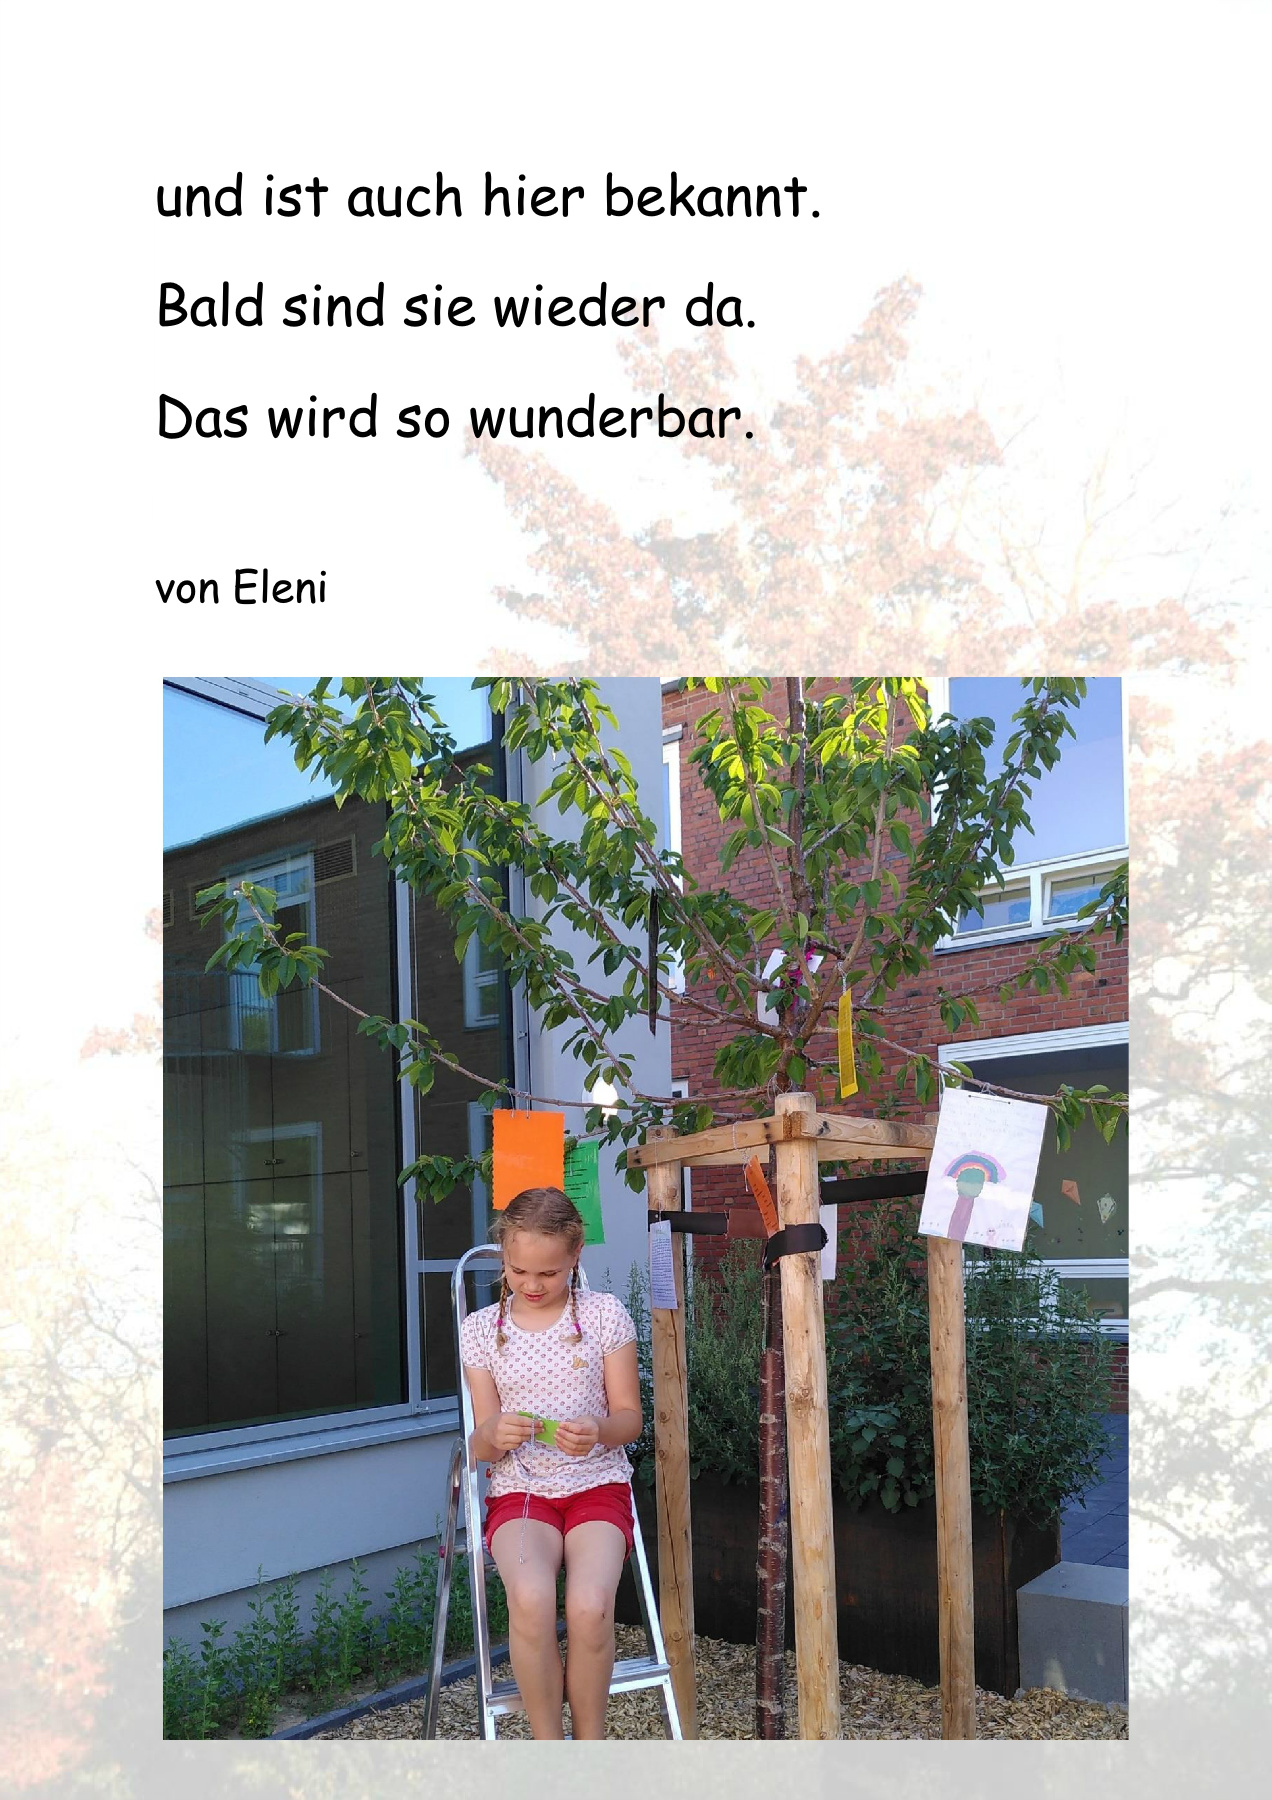 und ist auch hier bekannt.
Bald sind sie wieder da.
Das wird so wunderbar.
von Eleni